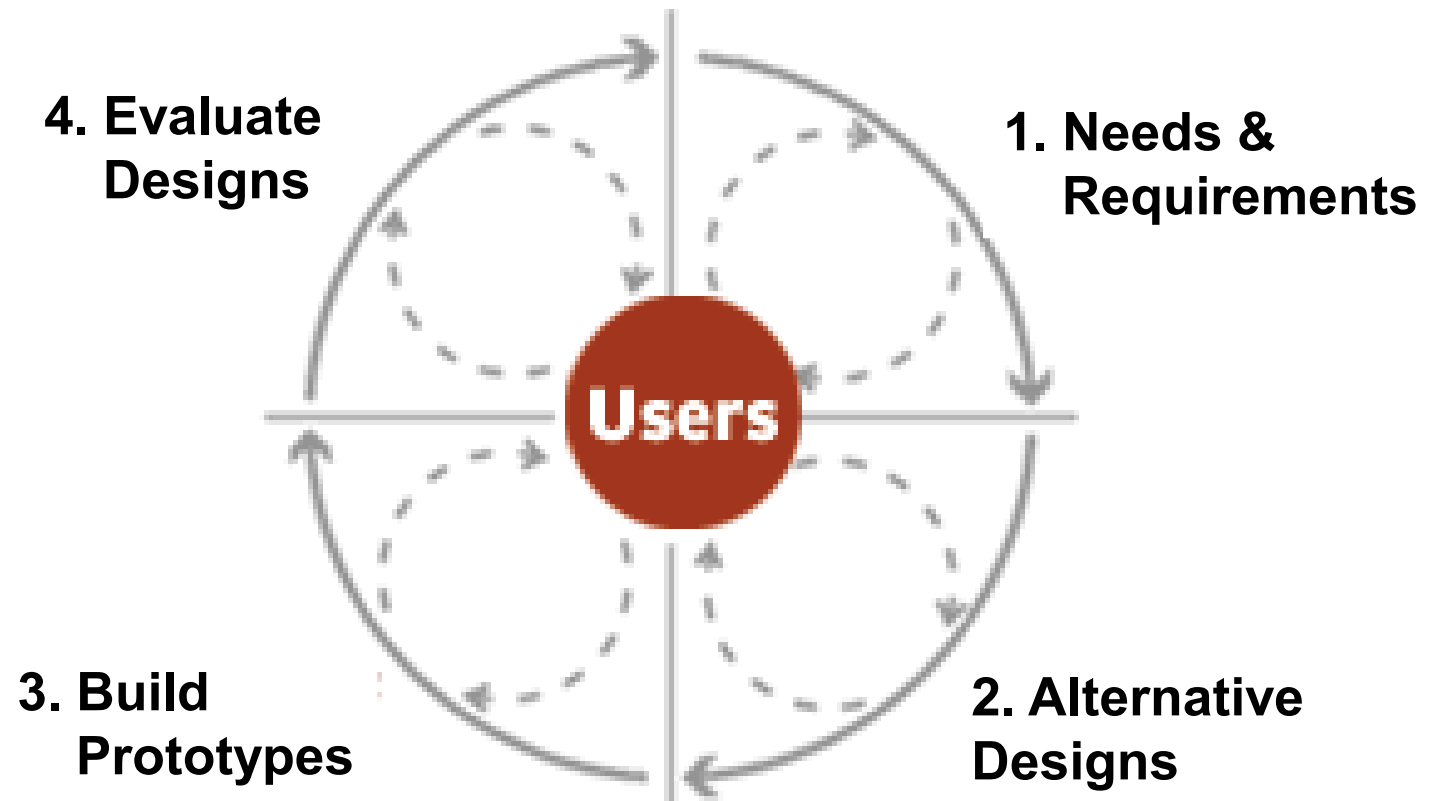 4. Evaluate
Designs
1. Needs &
Requirements
Users
3. Build
Prototypes
2. Alternative
Designs